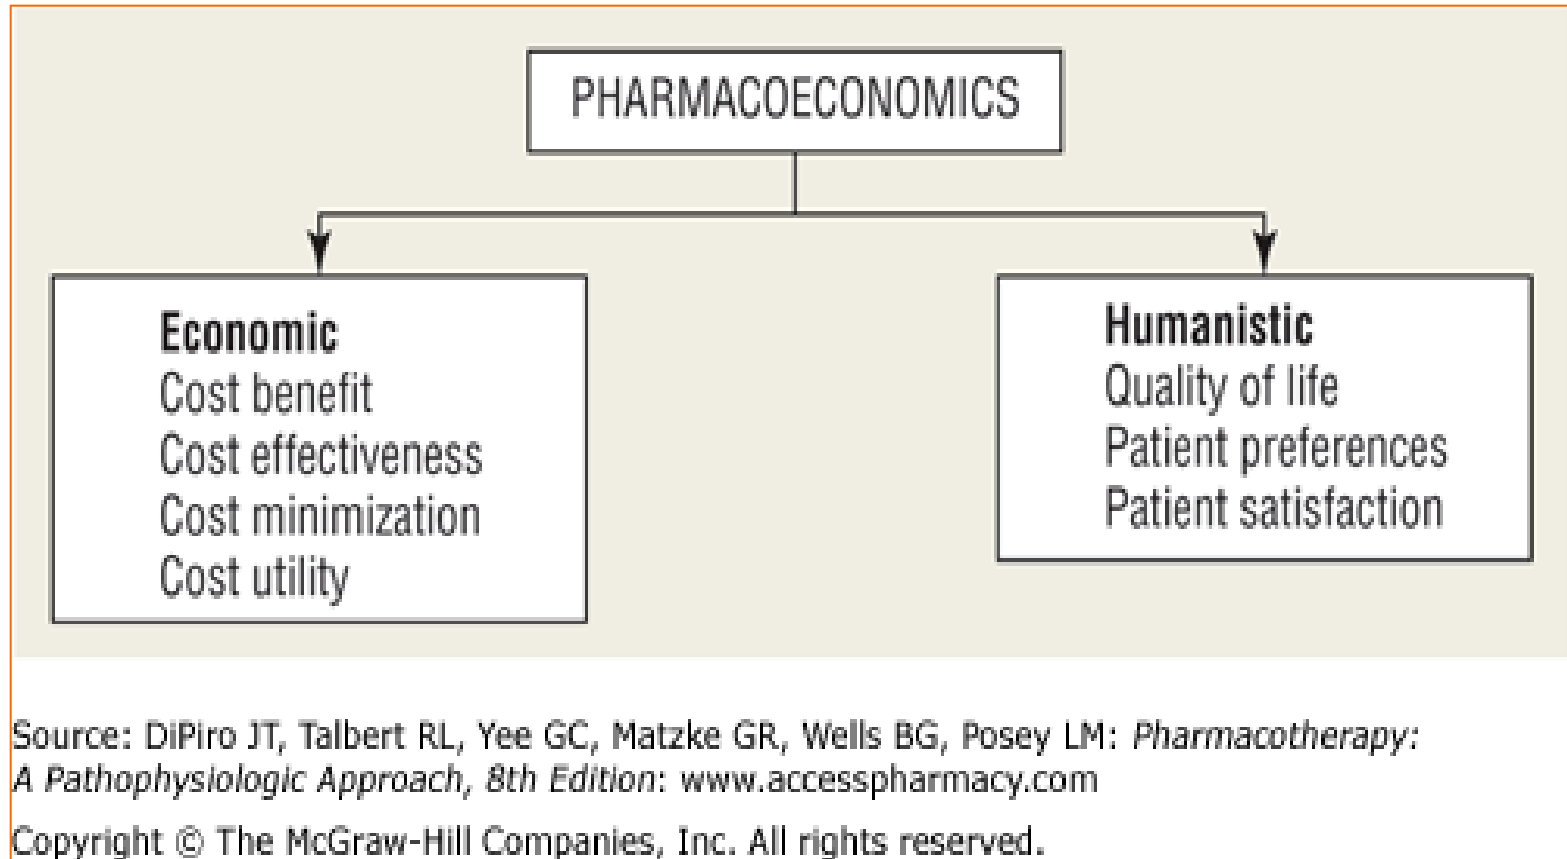 PHARMACOECONOMICS
Economic
Cost benefit
Cost effectiveness
Cost minimization
Cost utility
Humanistic
Quality of life
Patient preferences
Patient satisfaction
Source: DiPiro JT, Talbert RL, Yee GC, Matzke GR, Wells BG, Posey LM: Pharmacotherapy:
A Pathophysiologic Approach, 8th Edition: www.accesspharmacy.com
Copyright © The McGraw-Hill Companies, Inc. All rights reserved.